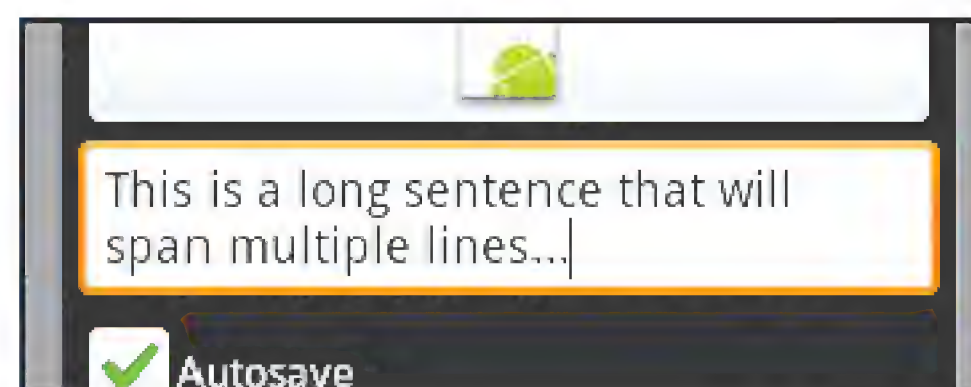 This is a long sentence that will
span multiple lines...
Autosave